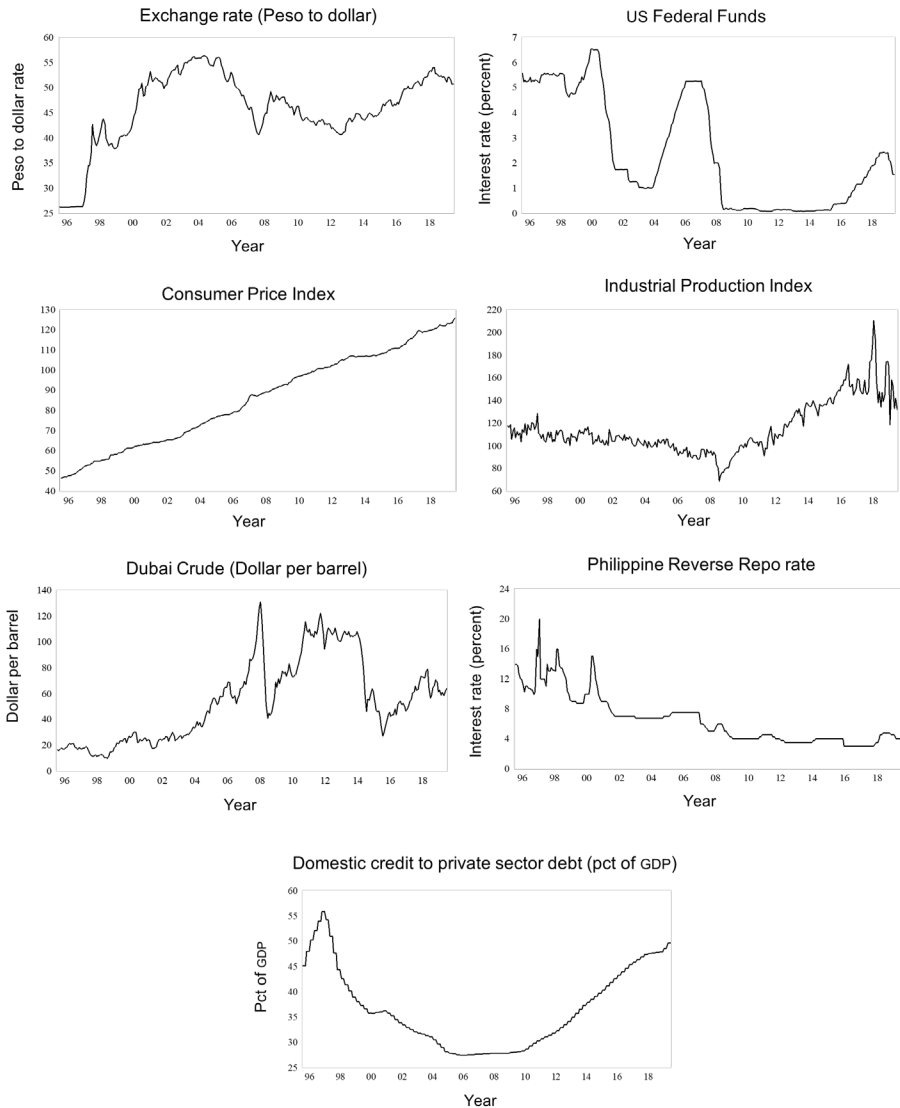 Exchange rate (Peso to dollar)
60
55
50
45
40
35
30
25
Peso to dollar rate
96 98 00 02 04 06 08 10 12 14 16 18
Year
US Federal Funds
7
6
5
4
3
2
1
0
Interest rate (percent)
96 98 00 02 04 06 08 10 12 14 16 18
Year
Consumer Price Index
130
120
110
100
90
80
70
60
50
40
96 98 00 02 04 06 08 10 12 14 16 18
Year
Industrial Production Index
220
200
180
160
140
120
100
80
60
96 98 00 02 04 06 08 10 12 14 16 18
Year
Dubai Crude (Dollar per barrel)
140
120
100
80
60
40
20
0
Dollar per barrel
96 98 00 02 04 06 08 10 12 14 16 18
Year
Philippine Reverse Repo rate
24
20
16
12
8
4
0
Interest rate (percent)
96 98 00 02 04 06 08 10 12 14 16 18
Year
Domestic credit to private sector debt (pct of GDP)
60
55
50
45
40
35
30
25
Pct of GDP
96 98 00 02 04 06 08 10 12 14 16 18
Year